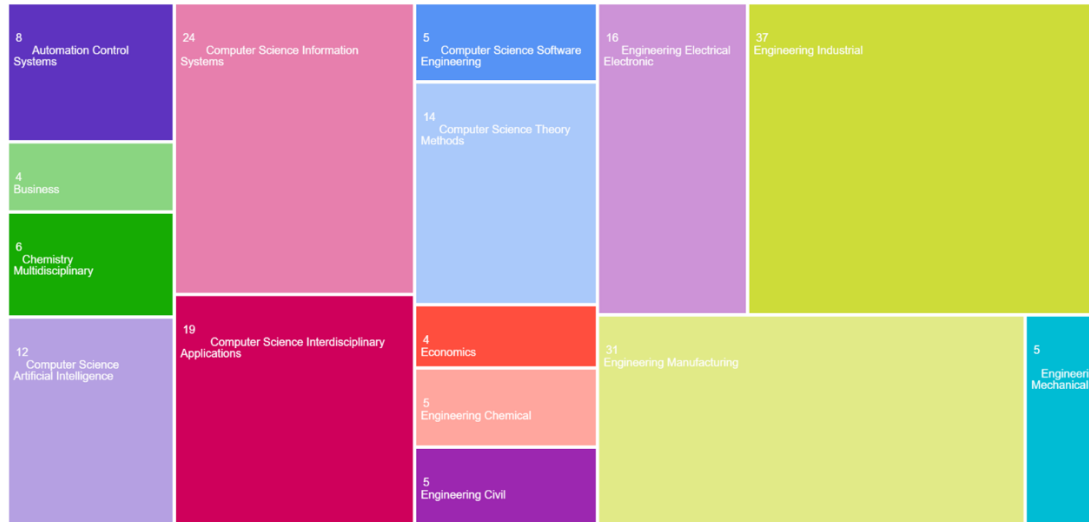 8
Automation Control
Systems
4
Business
6
Chemistry
Multidisciplinary
12
Computer Science
Artificial Intelligence
24
Computer Science Information
Systems
19
Computer Science Interdisciplinary
Applications
5
Computer Science Software
Engineering
14
Computer Science Theory
Methods
4
Economics
5
Engineering Chemical
5
Engineering Civil
16
Engineering Electrical
Electronic
37
Engineering Industrial
31
Engineering Manufacturing
5
Engineeri
Mechanical